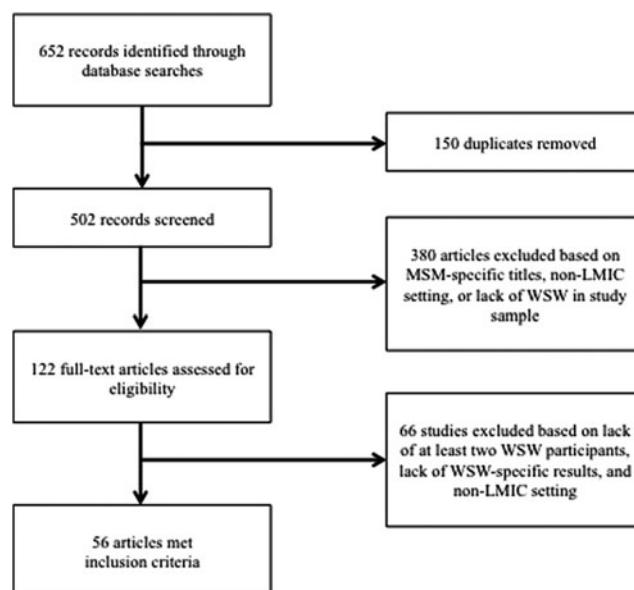 652 records identified through
database searches
150 duplicates removed
502 records screened
380 articles excluded based on
MSM-specific titles, non-LMIC
setting, or lack of WSW in study
sample
122 full-text articles assessed for
eligibility
66 studies excluded based on lack
of at least two WSW participants,
lack of WSW-specific results, and
non-LMIC setting
56 articles met
inclusion criteria